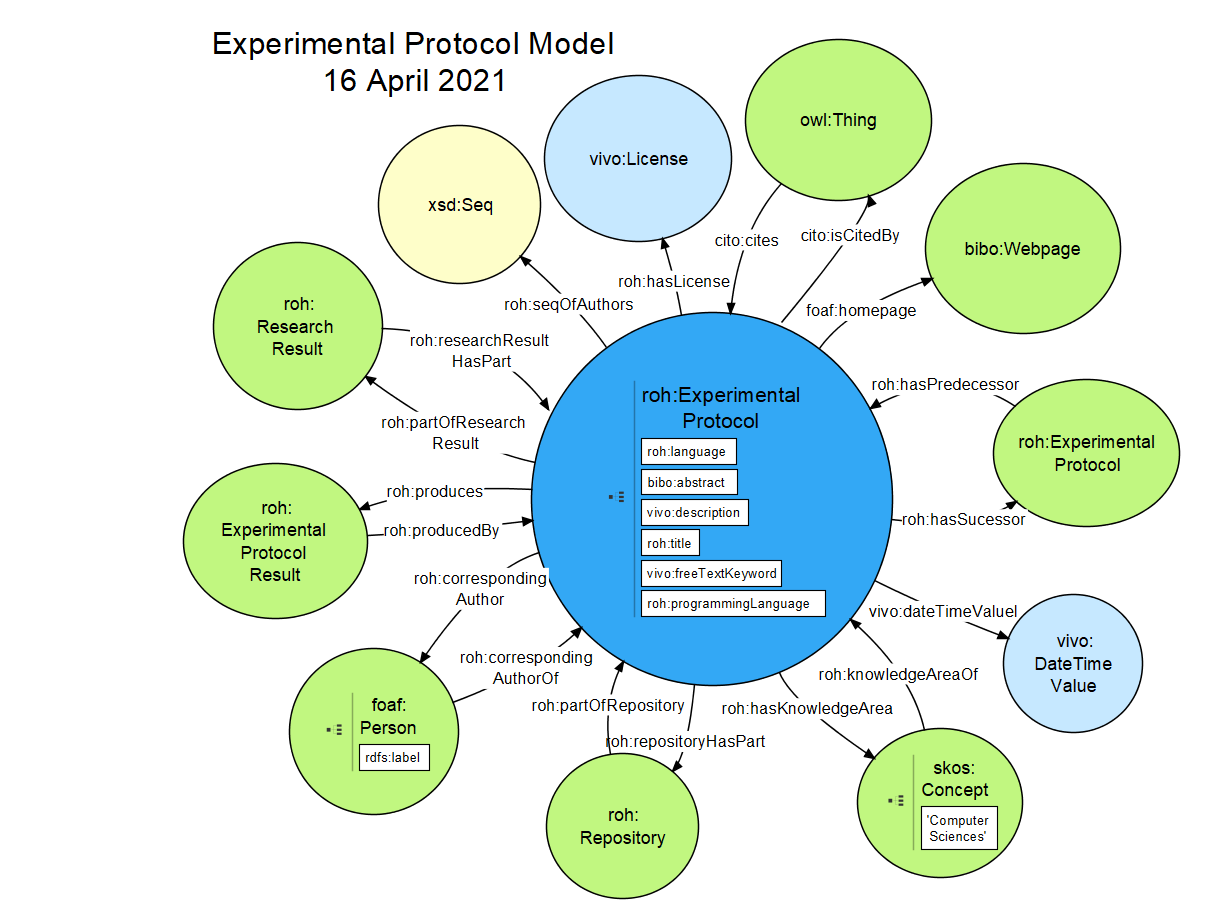 Experimental Protocol Model
16 April 2021
owl:Thing
vivo:License
xsd:Seq
cito:cites
cito:isCitedBy
bibo:Webpage
roh:hasLicense
roh:seqOfAuthors
foaf:homepage
roh:
Research
Result
roh:researchResult
HasPart
roh:partOfResearch
Result
roh:Experimental
Protocol
roh:language
bibo:abstract
vivo:description
roh:title
vivo:freeTextKeyword
roh:programmingLanguage
roh:hasPredecessor
roh:Experimental
Protocol
roh:hasSucessor
roh:
Experimental
Protocol
Result
roh:produces
roh:producedBy
roh:corresponding
Author
roh:corresponding
AuthorOf
foaf:
Person
rdfs:label
roh:partOfRepository
roh:repositoryHasPart
roh:
Repository
vivo:dateTimeValuel
vivo:
DateTime
Value
roh:knowledgeAreaOf
roh:hasKnowledgeArea
skos:
Concept
'Computer
Sciences'